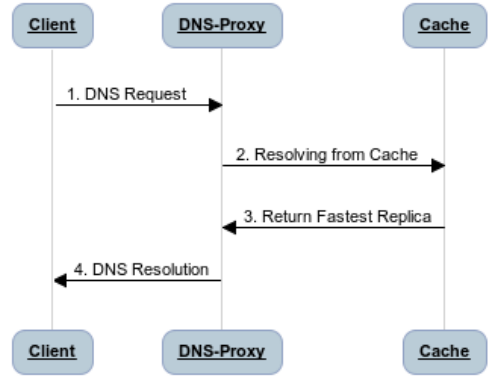 Client DNS-Proxy Cache
1. DNS Request
2. Resolving from Cache
3. Return Fastest Replica
4. DNS Resolution
Client DNS-Proxy Cache